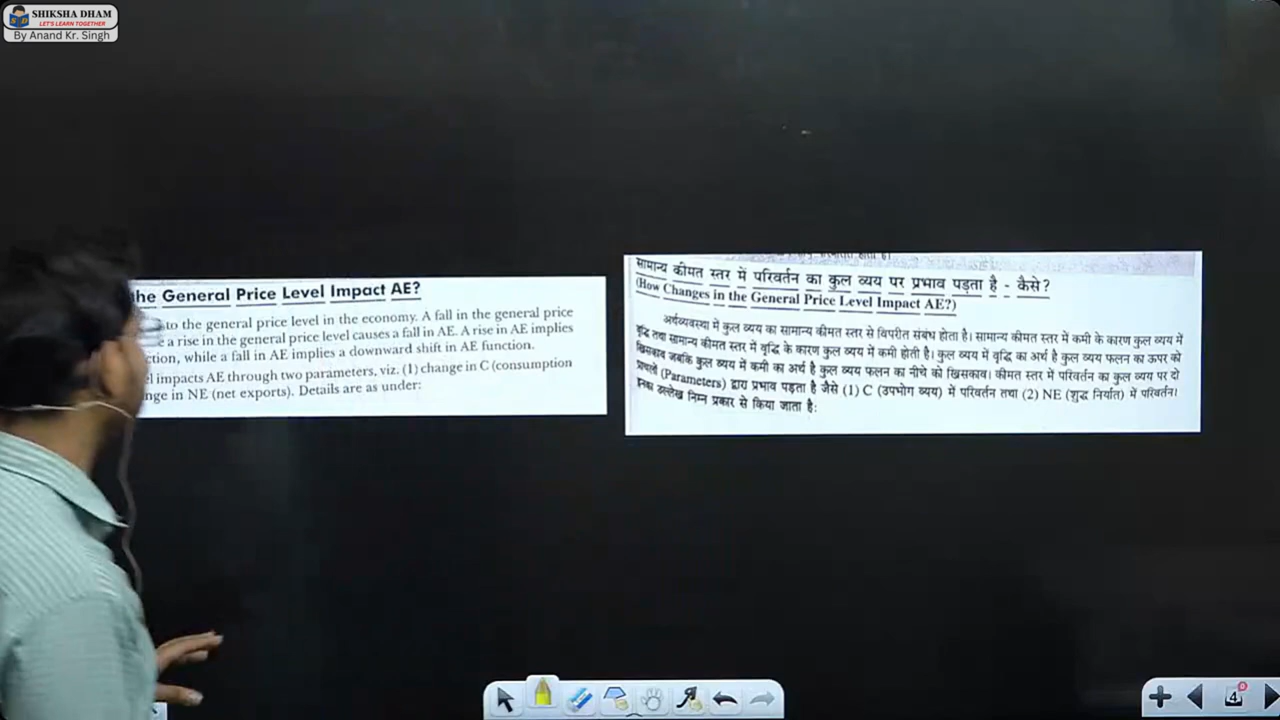 SHIKSHA DHAM
LET'S LEARN TOGETHER
By Anand Kr. Singh
he General Price Level Impact AE?
to the general price level in the economy. A fall in the general price
e a rise in the general price level causes a fall in AE. A rise in AE implies
ction, while a fall in AE implies a downward shift in AE function.
l impacts AE through two parameters, viz. (1) change in C (consumption
nge in NE (net exports). Details are as under:
सामान्य कीमत स्तर में परिवर्तन का कुल व्यय पर प्रभाव पड़ता है - कैसे?
(How Changes in the General Price Level Impact AE?)
अर्थव्यवस्था में कुल व्यय का सामान्य कीमत स्तर से विपरीत संबंध होता है। सामान्य कीमत स्तर में कमी के कारण कुल व्यय में
वृद्धि तथा सामान्य कीमत स्तर में वृद्धि के कारण कुल व्यय में कमी होती है। कुल व्यय में वृद्धि का अर्थ है कुल व्यय फलन का ऊपर को
खिसकाव जबकि कुल व्यय में कमी का अर्थ है कुल व्यय फलन का नीचे को खिसकाव। कीमत स्तर में परिवर्तन का कुल व्यय पर दो
प्रचालों (Parameters) द्वारा प्रभाव पड़ता है जैसे (1) C (उपभोग व्यय) में परिवर्तन तथा (2) NE (शुद्ध निर्यात) में परिवर्तन।
इनका उल्लेख निम्न प्रकार से किया जाता है:
4